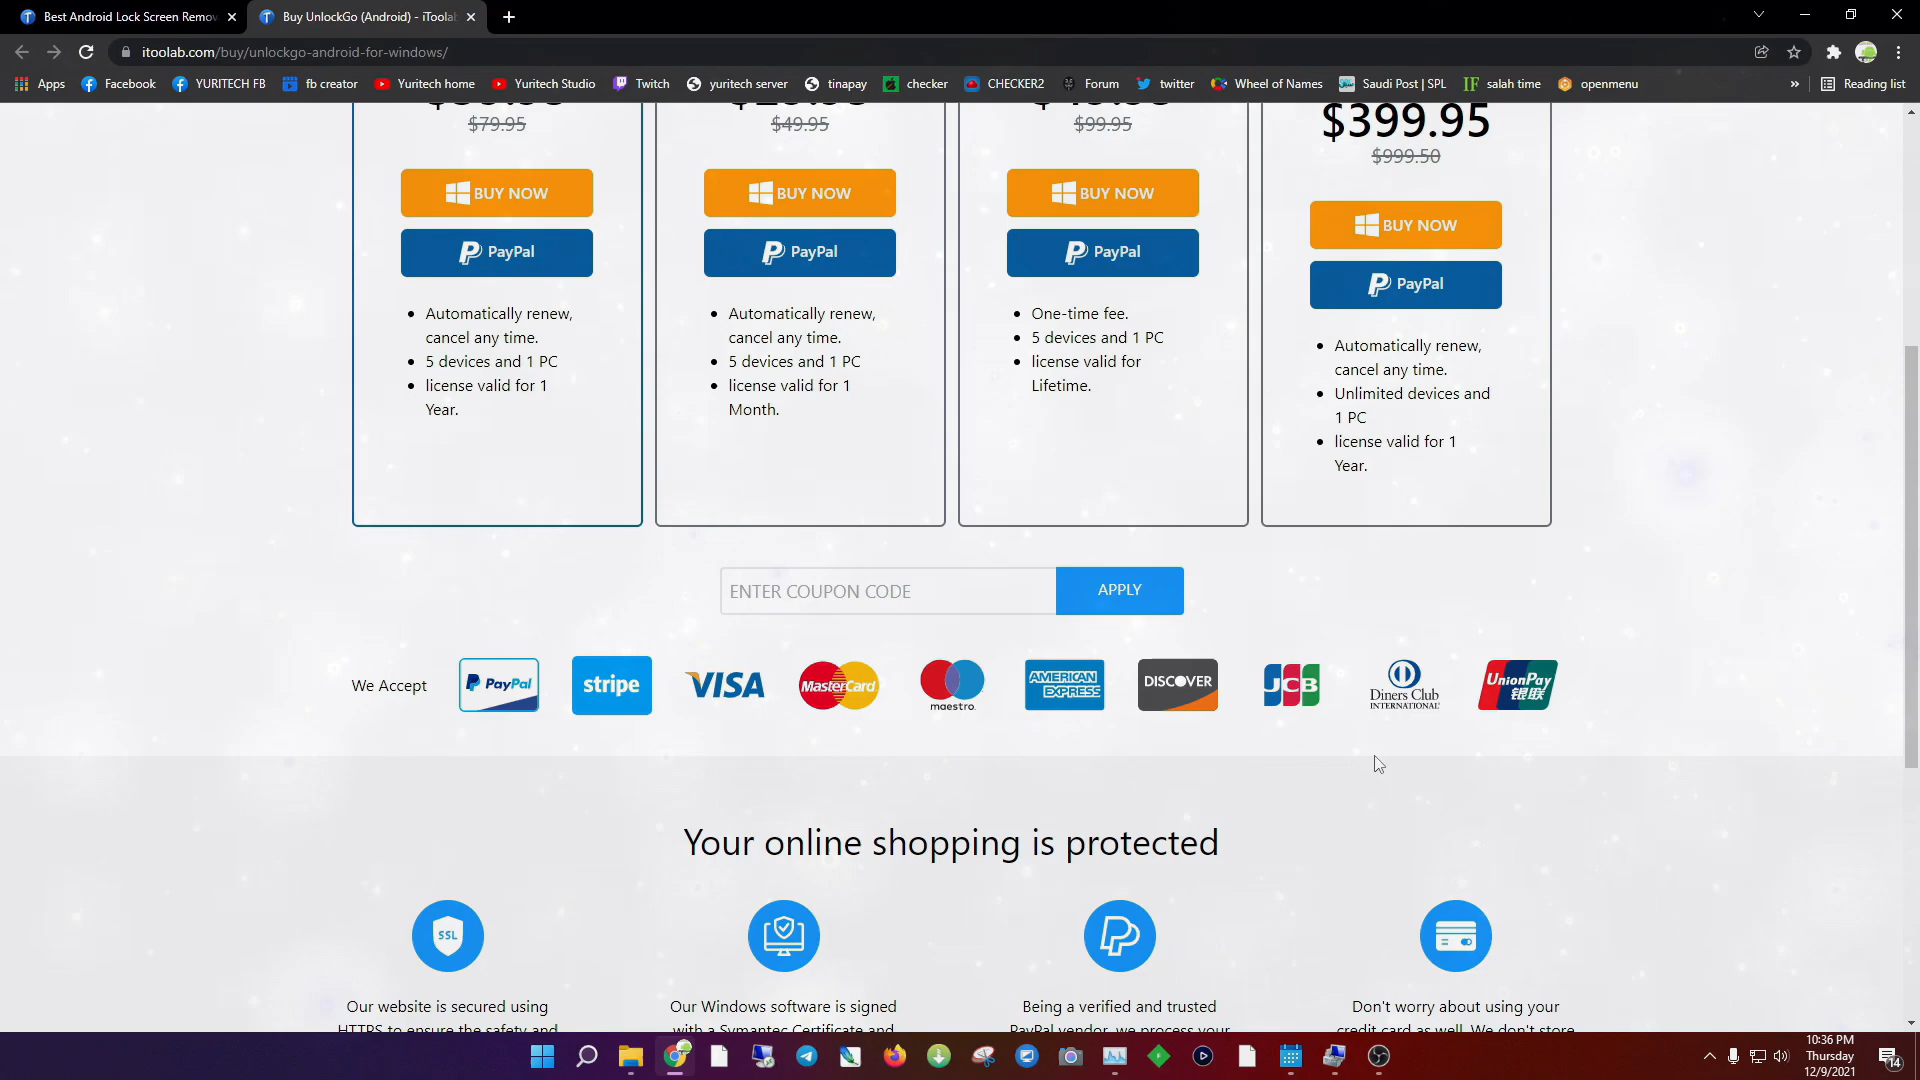 Best Android Lock Screen Remov
Buy UnlockGo (Android) - iToolab
itoolab.com/buy/unlockgo-android-for-windows/
Apps
Facebook
YURITECH FB
fb creator
Yuritech home
Yuritech Studio
Twitch
yuritech server
tinapay
checker
CHECKER2
Forum
twitter
Wheel of Names
Saudi Post | SPL
IF salah time
openmenu
»
Reading list
$79.95
BUY NOW
PayPal
Automatically renew,
cancel any time.
5 devices and 1 PC
license valid for 1
Year.
$49.95
BUY NOW
PayPal
Automatically renew,
cancel any time.
5 devices and 1 PC
license valid for 1
Month.
$99.95
BUY NOW
PayPal
One-time fee.
5 devices and 1 PC
license valid for
Lifetime.
$399.95
$999.50
BUY NOW
PayPal
Automatically renew,
cancel any time.
Unlimited devices and
1 PC
license valid for 1
Year.
ENTER COUPON CODE
APPLY
We Accept
PayPal
stripe
VISA
MasterCard
maestro
AMERICAN
EXPRESS
DISCOVER
JCB
Diners Club
INTERNATIONAL
UnionPay
银联
Your online shopping is protected
SSL
Our website is secured using
HTTPS to ensure the safety and
Our Windows software is signed
with a Symantec Certificate and
Being a verified and trusted
PayPal vendor, we process your
Don't worry about using your
credit card as well. We don't store
10:36 PM
Thursday
12/9/2021
14